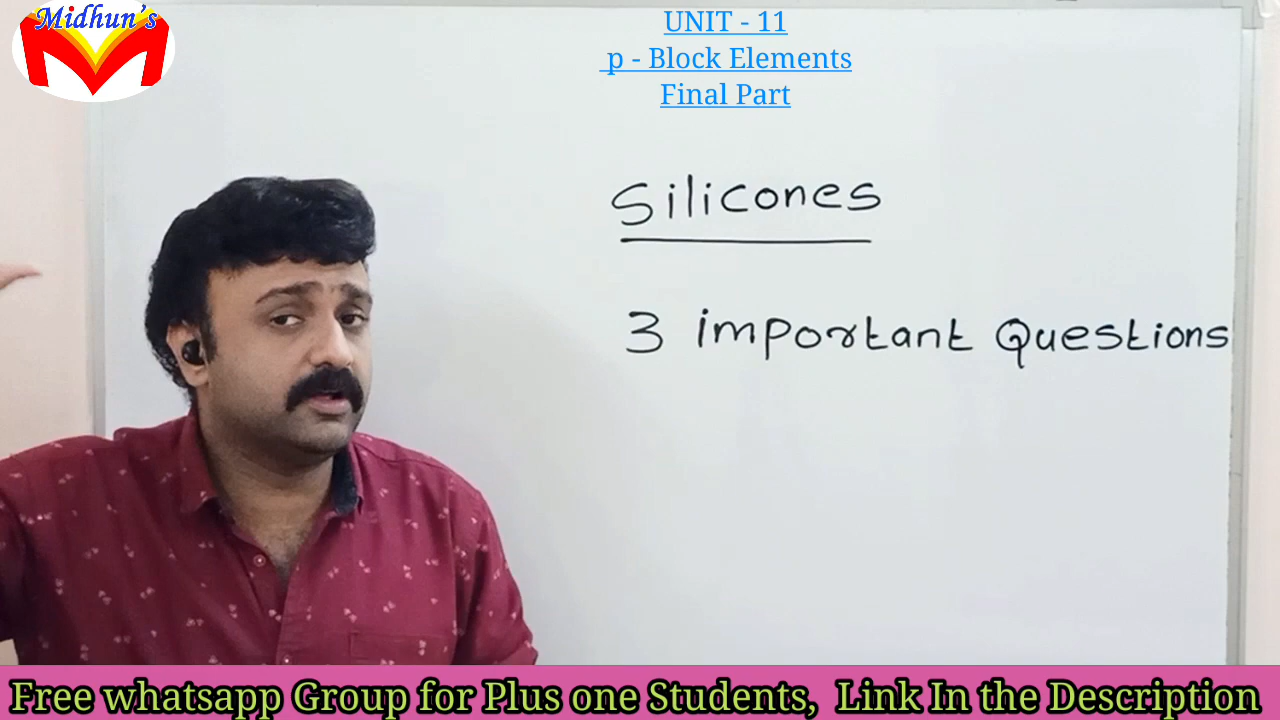 Midhun's
UNIT - 11
p - Block Elements
Final Part
Silicones
3 important Questions
Free whatsapp Group for Plus one Students, Link In the Description